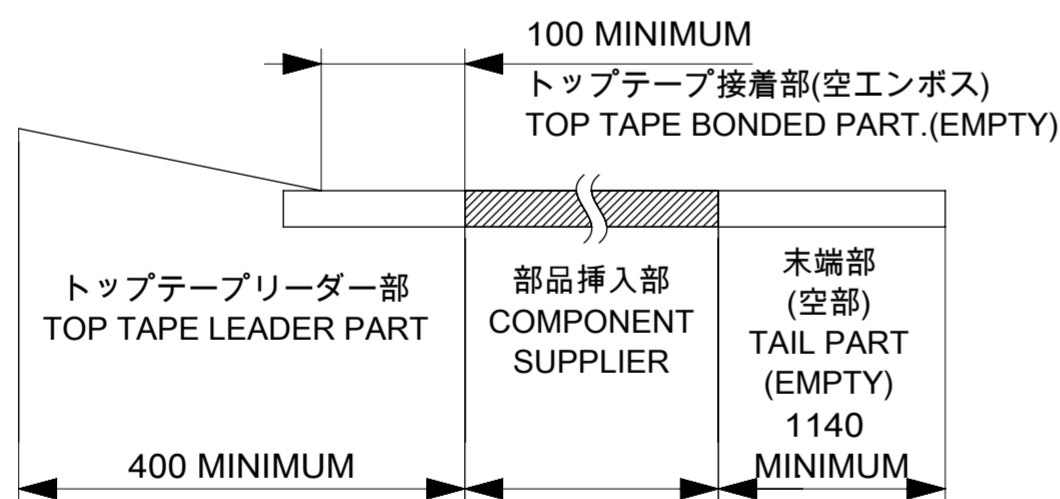 100 MINIMUM
トップテープ接着部(空エンボス)
TOP TAPE BONDED PART.(EMPTY)
トップテープリーダー部
TOP TAPE LEADER PART
部品挿入部
COMPONENT
SUPPLIER
末端部
(空部)
TAIL PART
(EMPTY)
1140
MINIMUM
400 MINIMUM